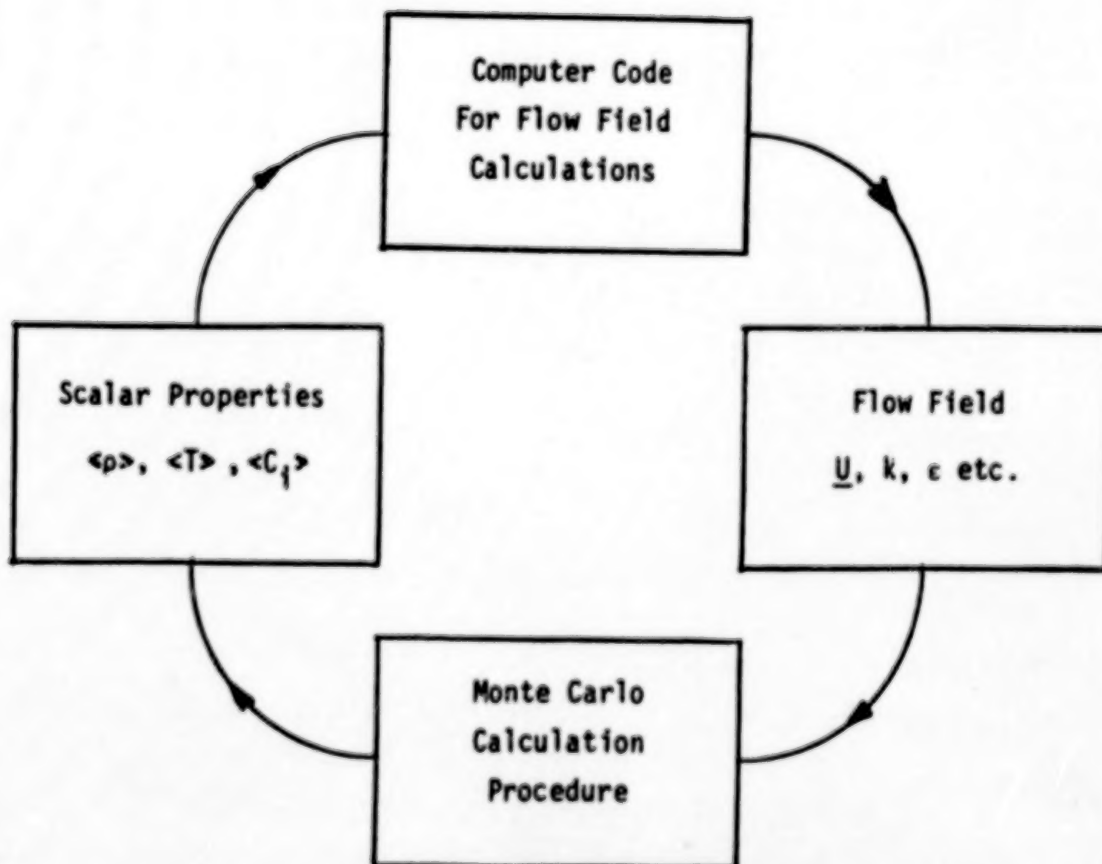 Computer Code
For Flow Field
Calculations
Scalar Properties
<ρ>, <T>, <C_i>
Flow Field
U, k, ε etc.
Monte Carlo
Calculation
Procedure